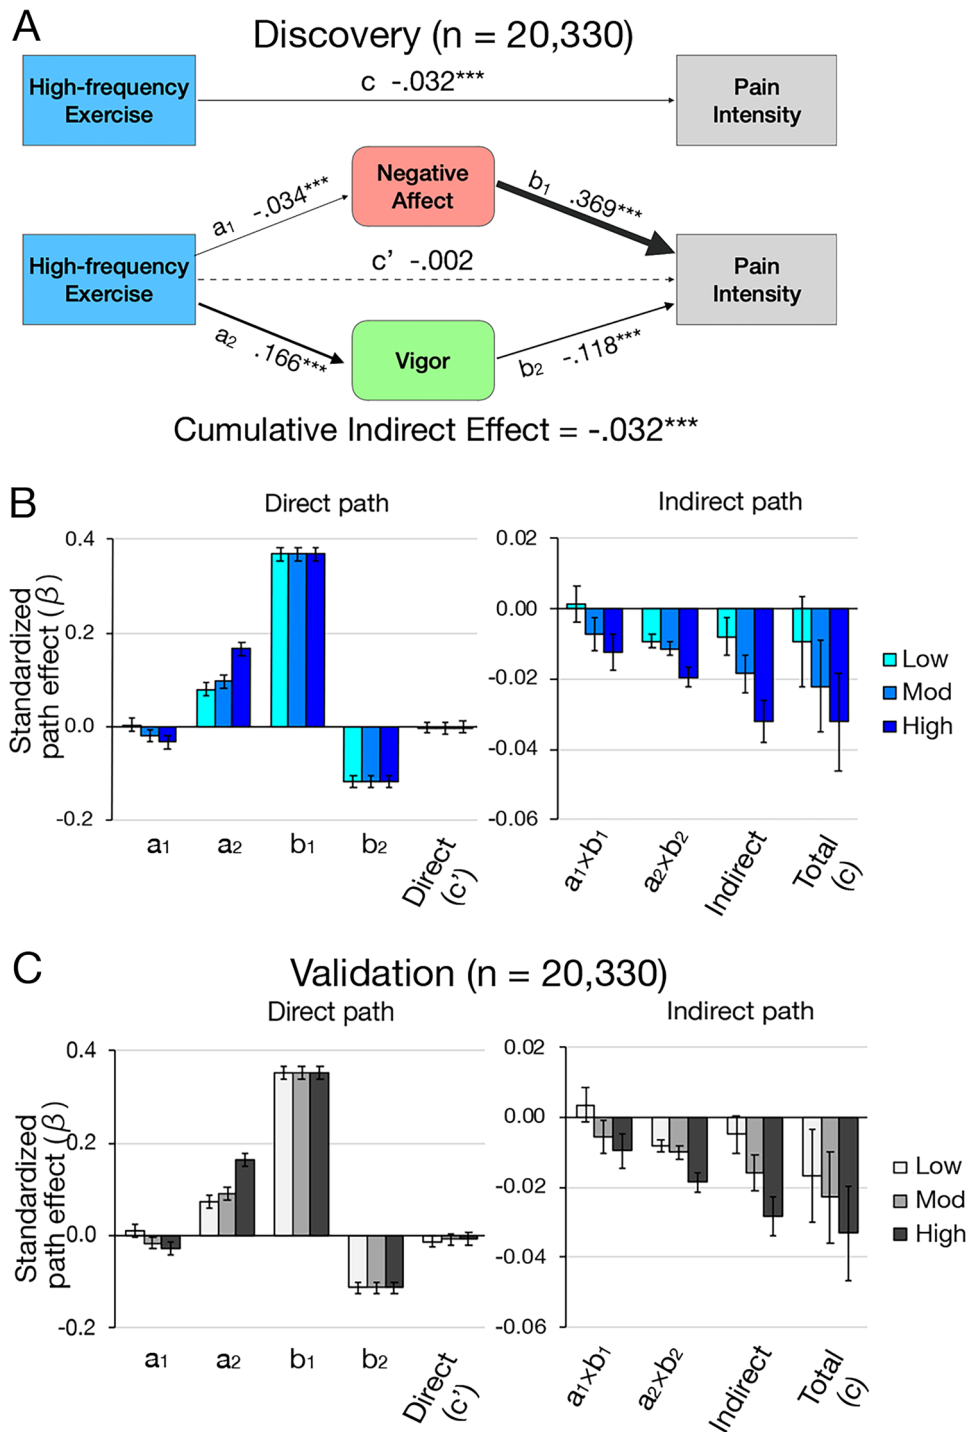 A
Discovery (n = 20,330)
High-frequency
Exercise
c -.032***
Pain
Intensity
Negative
Affect
a1 -.034***
b1 .369***
High-frequency
Exercise
c' -.002
Pain
Intensity
a2 .166***
Vigor
b2 -.118***
Cumulative Indirect Effect = -.032***
B
Direct path
Standardized
path effect (β)
0.4
0.2
0.0
-0.2
a1
a2
b1
b2
Direct
(c')
Indirect path
0.02
0.00
-0.02
-0.04
-0.06
a1×b1
a2×b2
Indirect
Total
(c)
Low
Mod
High
C
Validation (n = 20,330)
Direct path
Standardized
path effect (β)
0.4
0.2
0.0
-0.2
a1
a2
b1
b2
Direct
(c')
Indirect path
0.02
0.00
-0.02
-0.04
-0.06
a1×b1
a2×b2
Indirect
Total
(c)
Low
Mod
High